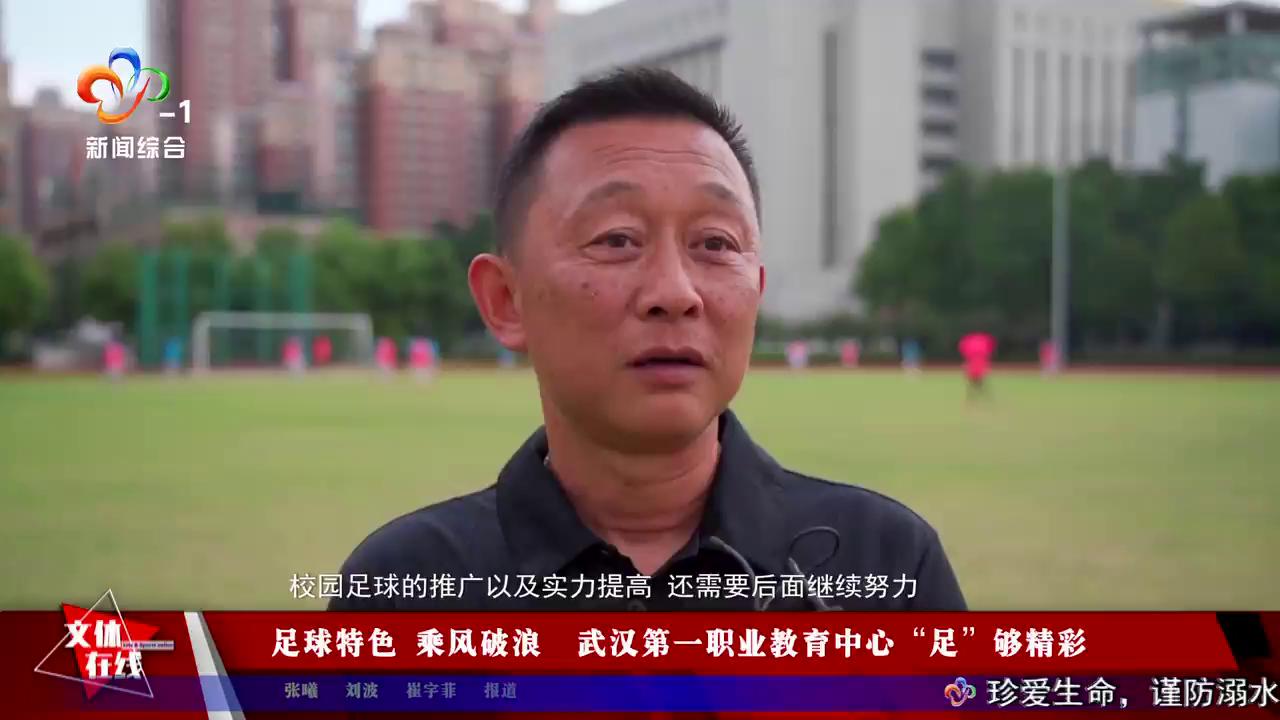 -1
新闻综合
校园足球的推广以及实力提高 还需要后面继续努力
文体
在线
足球特色 乘风破浪 武汉第一职业教育中心“足”够精彩
张曦 刘波 崔宇菲 报道
珍爱生命，谨防溺水